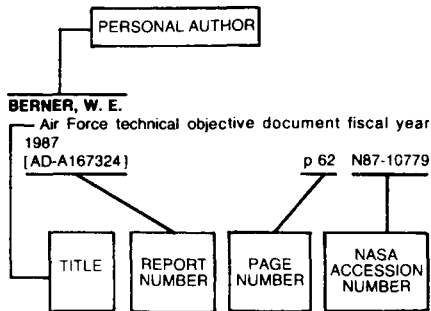 PERSONAL AUTHOR
BERNER, W. E.
Air Force technical objective document fiscal year
1987
[AD-A167324] p 62 N87-10779
TITLE
REPORT
NUMBER
PAGE
NUMBER
NASA
ACCESSION
NUMBER